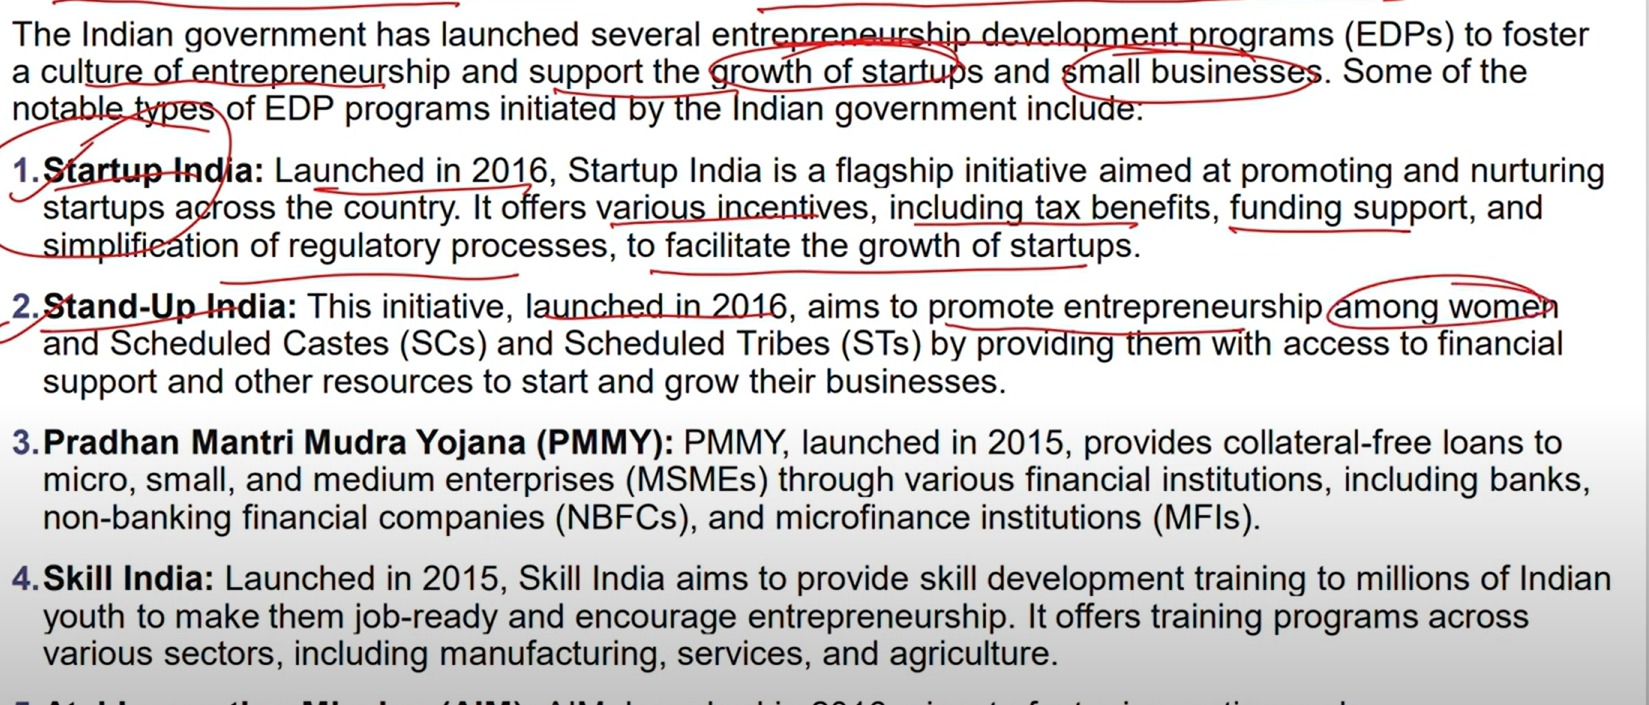 The Indian government has launched several entrepreneurship development programs (EDPs) to foster
a culture of entrepreneurship and support the growth of startups and small businesses. Some of the
notable types of EDP programs initiated by the Indian government include:
1. Startup India: Launched in 2016, Startup India is a flagship initiative aimed at promoting and nurturing
startups across the country. It offers various incentives, including tax benefits, funding support, and
simplification of regulatory processes, to facilitate the growth of startups.
2. Stand-Up India: This initiative, launched in 2016, aims to promote entrepreneurship among women
and Scheduled Castes (SCs) and Scheduled Tribes (STs) by providing them with access to financial
support and other resources to start and grow their businesses.
3. Pradhan Mantri Mudra Yojana (PMMY): PMMY, launched in 2015, provides collateral-free loans to
micro, small, and medium enterprises (MSMEs) through various financial institutions, including banks,
non-banking financial companies (NBFCs), and microfinance institutions (MFIs).
4. Skill India: Launched in 2015, Skill India aims to provide skill development training to millions of Indian
youth to make them job-ready and encourage entrepreneurship. It offers training programs across
various sectors, including manufacturing, services, and agriculture.